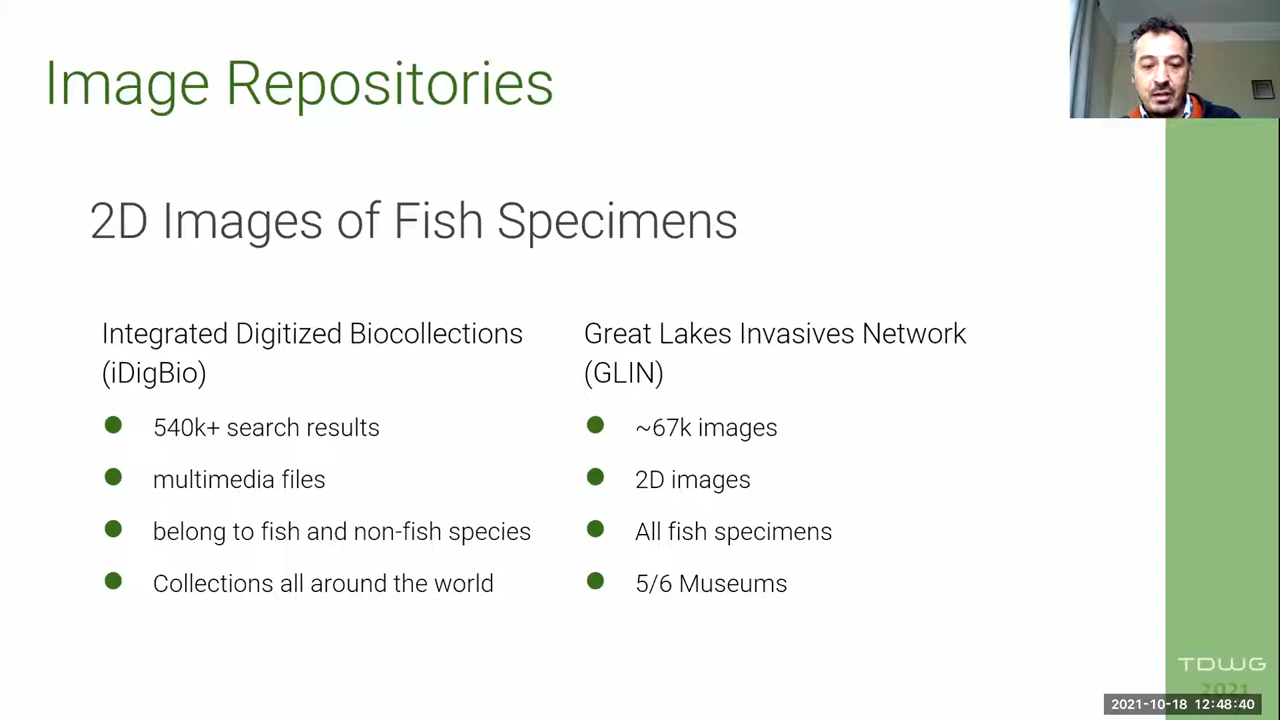 Image Repositories
2D Images of Fish Specimens
Integrated Digitized Biocollections
(iDigBio)
540k+ search results
multimedia files
belong to fish and non-fish species
Collections all around the world
Great Lakes Invasives Network
(GLIN)
~67k images
2D images
All fish specimens
5/6 Museums
TDWG
2021
2021-10-18 12:48:40